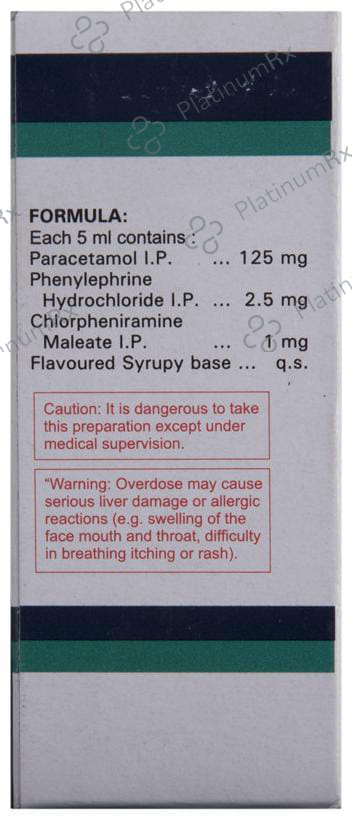 FORMULA:
Each 5 ml contains :
Paracetamol I.P. ... 125 mg
Phenylephrine
Hydrochloride I.P. ... 2.5 mg
Chlorpheniramine
Maleate I.P. ... 1 mg
Flavoured Syrupy base ... q.s.
Caution: It is dangerous to take
this preparation except under
medical supervision.
“Warning: Overdose may cause
serious liver damage or allergic
reactions (e.g. swelling of the
face mouth and throat, difficulty
in breathing itching or rash).
PlatinumRx
PlatinumRx